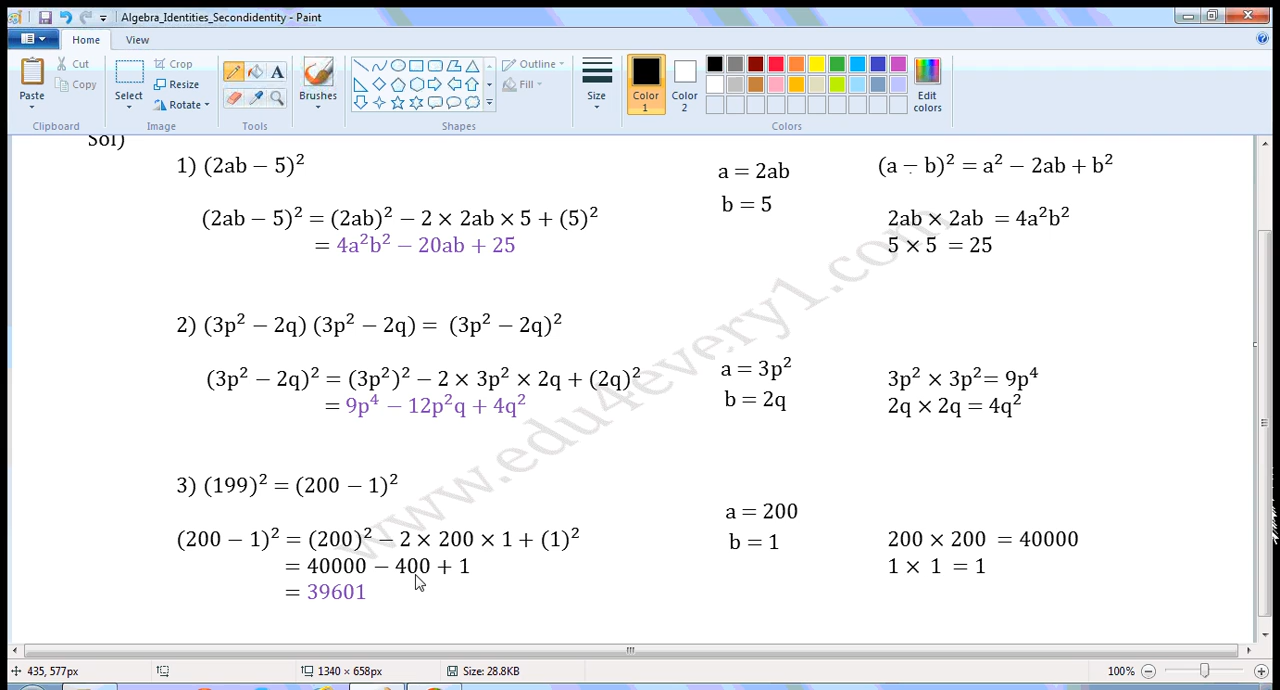 Algebra_Identities_Secondidentity - Paint
Home View
Paste
Cut
Copy
Clipboard
Select
Crop
Resize
Rotate
Image
Tools
Brushes
Outline
Fill
Shapes
Size
Color 1
Color 2
Edit colors
Colors
Sol)
1) (2ab − 5)²
a = 2ab
b = 5
(a − b)² = a² − 2ab + b²
(2ab − 5)² = (2ab)² − 2 × 2ab × 5 + (5)²
2ab × 2ab = 4a²b²
= 4a²b² − 20ab + 25
5 × 5 = 25
2) (3p² − 2q) (3p² − 2q) = (3p² − 2q)²
(3p² − 2q)² = (3p²)² − 2 × 3p² × 2q + (2q)²
a = 3p²
b = 2q
3p² × 3p²= 9p⁴
= 9p⁴ − 12p²q + 4q²
2q × 2q = 4q²
3) (199)² = (200 − 1)²
a = 200
b = 1
(200 − 1)² = (200)² − 2 × 200 × 1 + (1)²
200 × 200 = 40000
= 40000 − 400 + 1
1 × 1 = 1
= 39601
www.edu4every1.com
435, 577px
1340 × 658px
Size: 28.8KB
100%